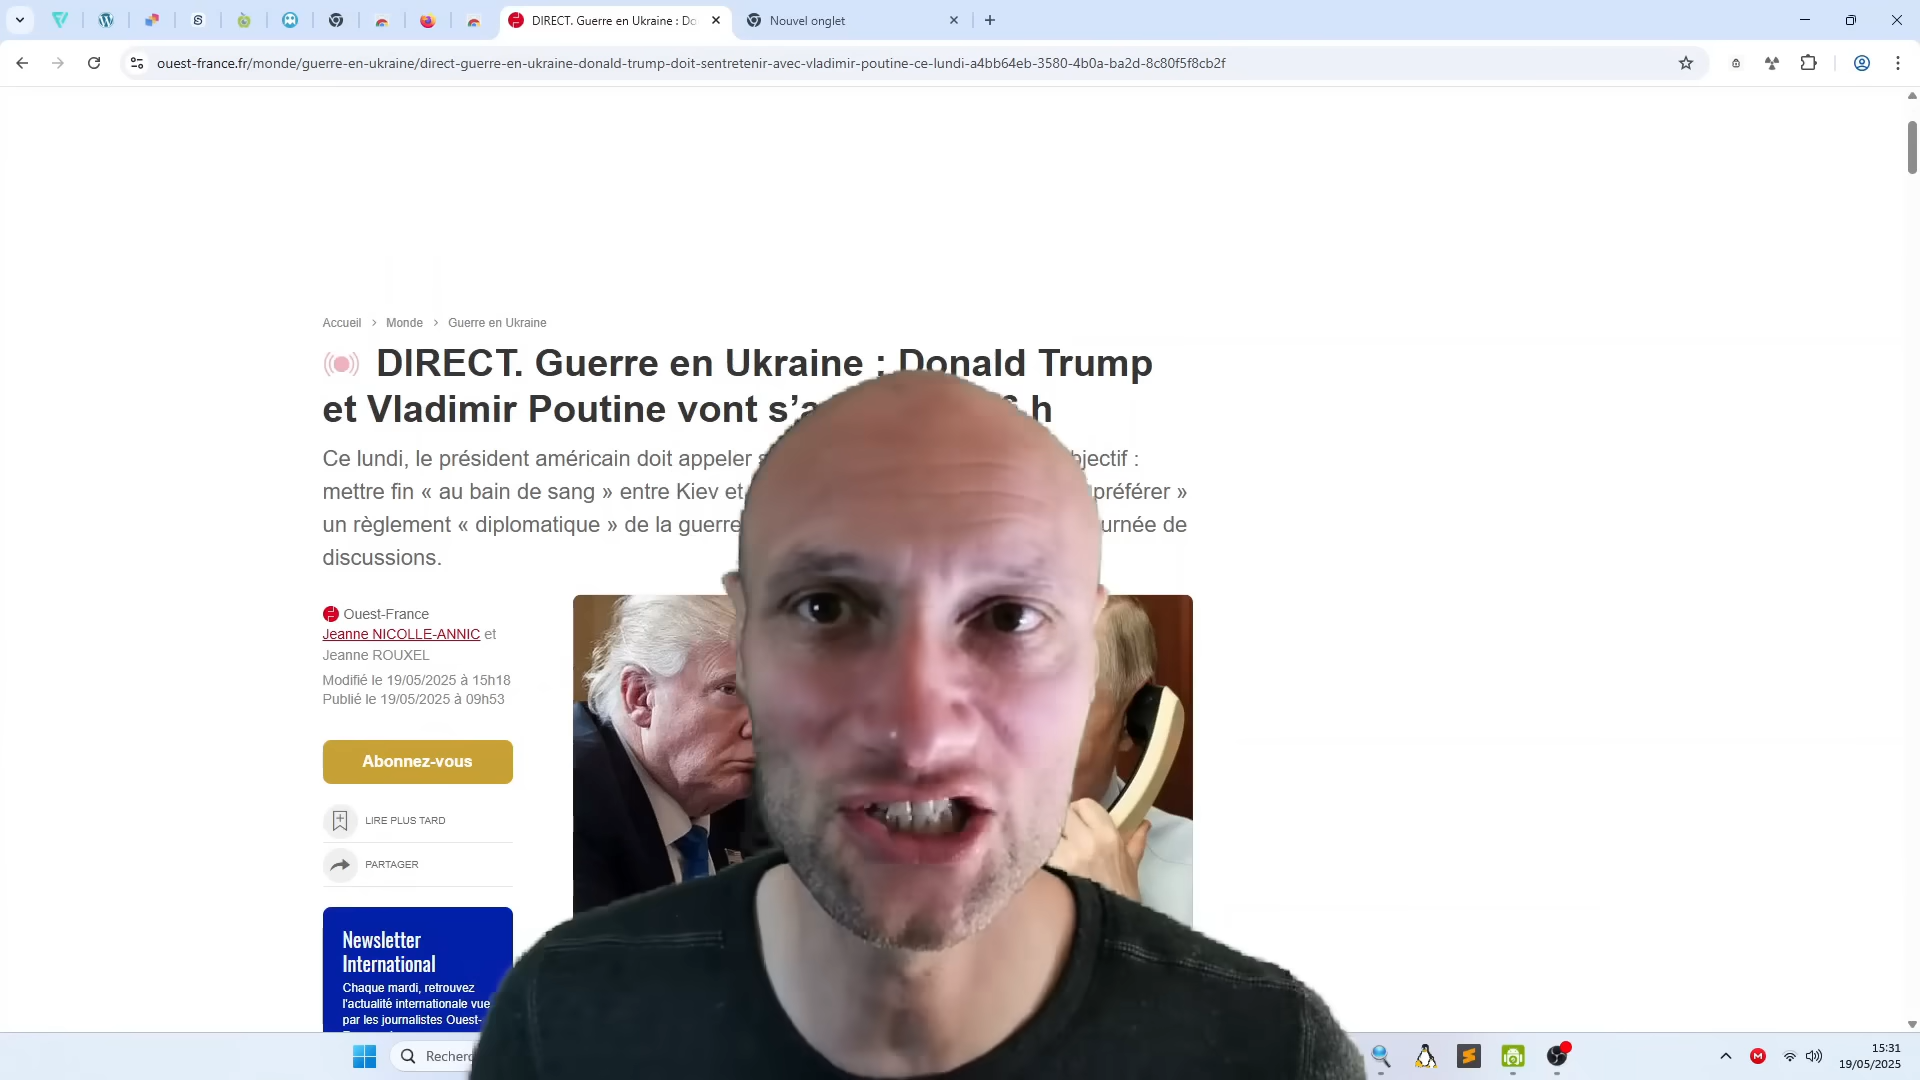 DIRECT. Guerre en Ukraine : Do
Nouvel onglet
ouest-france.fr/monde/guerre-en-ukraine/direct-guerre-en-ukraine-donald-trump-doit-sentretenir-avec-vladimir-poutine-ce-lundi-a4bb64eb-3580-4b0a-ba2d-8c80f5f8cb2f
Accueil > Monde > Guerre en Ukraine
DIRECT. Guerre en Ukraine : Donald Trump
et Vladimir Poutine vont h
Ce lundi, le président américain doit appeler
mettre fin « au bain de sang » entre Kiev et préférer »
un règlement « diplomatique » de la guerre de
discussions.
Ouest-France
Jeanne NICOLLE-ANNIC et
Jeanne ROUXEL
Modifié le 19/05/2025 à 15h18
Publié le 19/05/2025 à 09h53
Abonnez-vous
LIRE PLUS TARD
PARTAGER
Newsletter
International
Chaque mardi, retrouvez
l'actualité internationale vue
par les journalistes Ouest-
15:31
19/05/2025